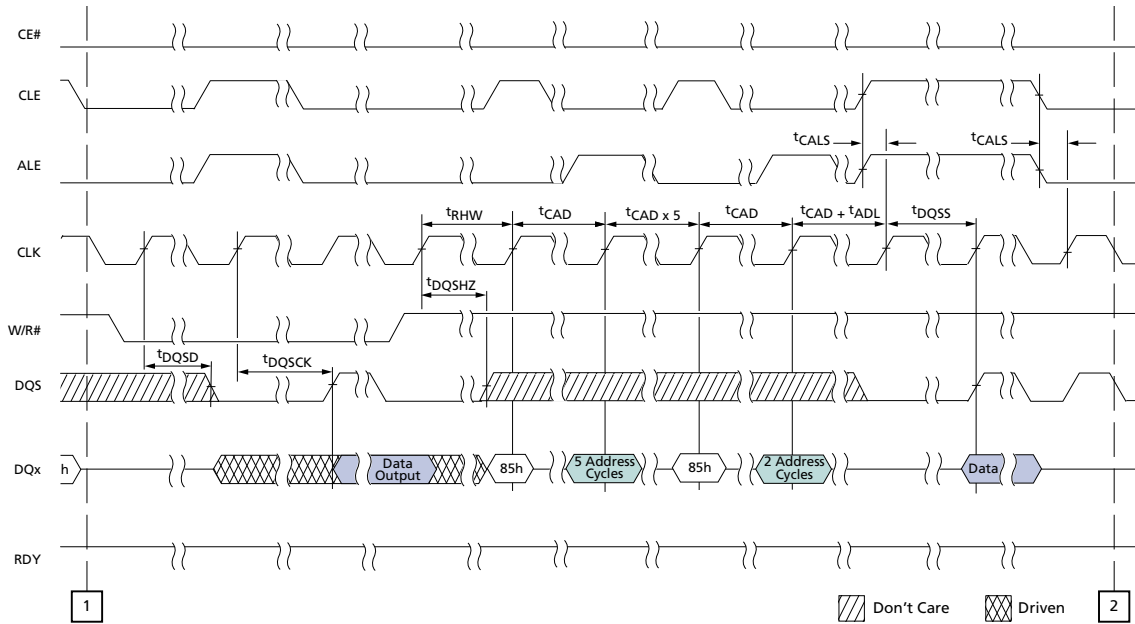 CE#
CLE
tCALS
tCALS
ALE
tRHW
tCAD
tCAD x 5
tCAD
tCAD + tADL
tDQSS
CLK
tDQSHZ
W/R#
tDQSD
tDQSCK
DQS
DQx
h
Data
Output
85h
5 Address
Cycles
85h
2 Address
Cycles
Data
RDY
1
Don't Care
Driven
2